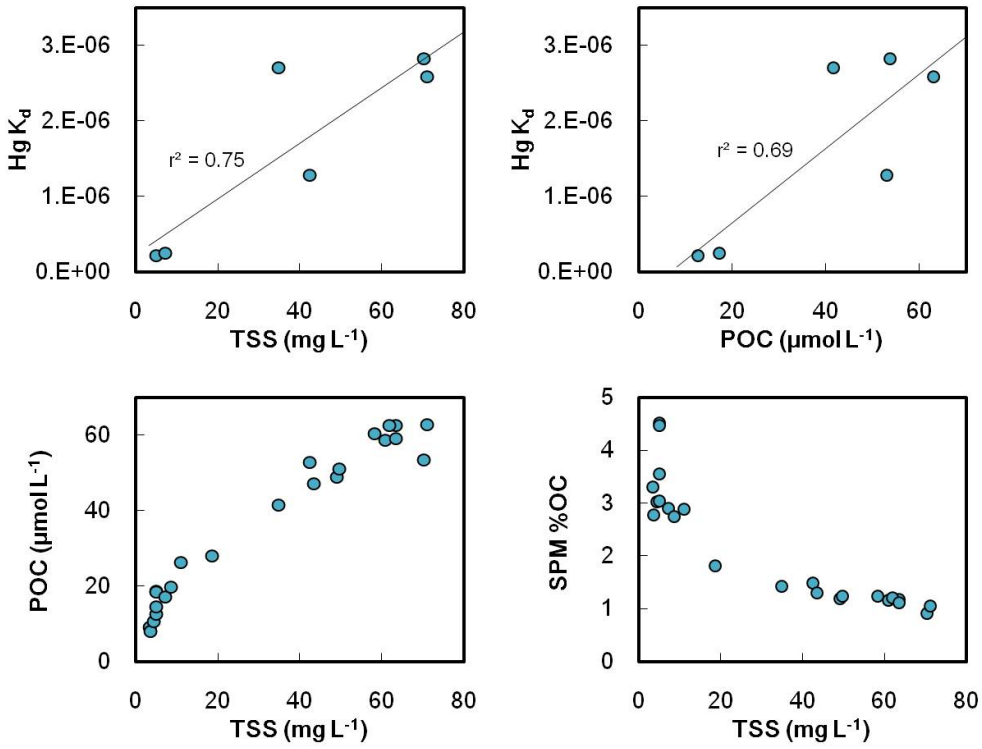 Hg K_d
3.E-06
2.E-06
1.E-06
0.E+00
r² = 0.75
0 20 40 60 80
TSS (mg L⁻¹)
Hg K_d
3.E-06
2.E-06
1.E-06
0.E+00
r² = 0.69
0 20 40 60
POC (µmol L⁻¹)
POC (µmol L⁻¹)
60
40
20
0
0 20 40 60 80
TSS (mg L⁻¹)
SPM %OC
5
4
3
2
1
0
0 20 40 60 80
TSS (mg L⁻¹)